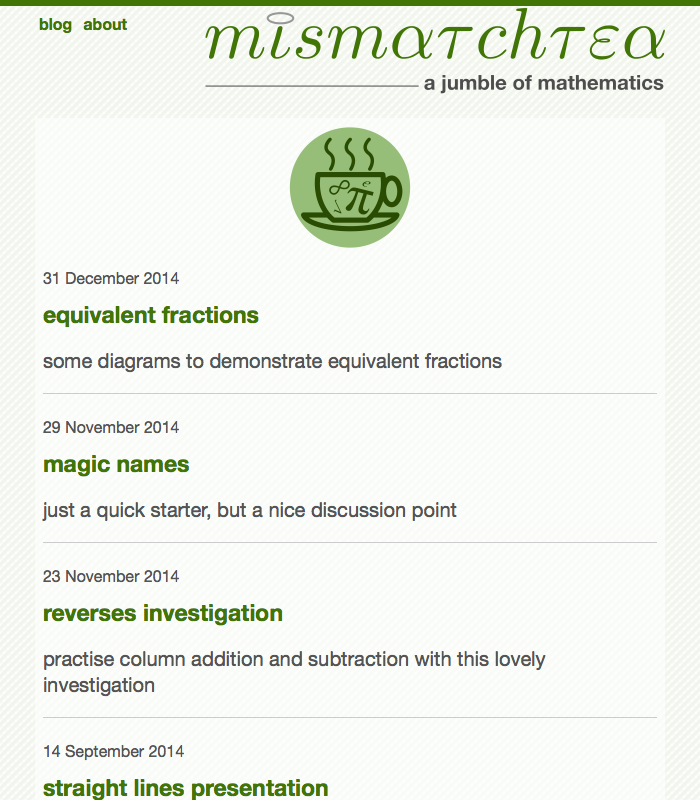 blog about
mismaτchτεα
a jumble of mathematics
∞ e π √
31 December 2014
equivalent fractions
some diagrams to demonstrate equivalent fractions
29 November 2014
magic names
just a quick starter, but a nice discussion point
23 November 2014
reverses investigation
practise column addition and subtraction with this lovely
investigation
14 September 2014
straight lines presentation